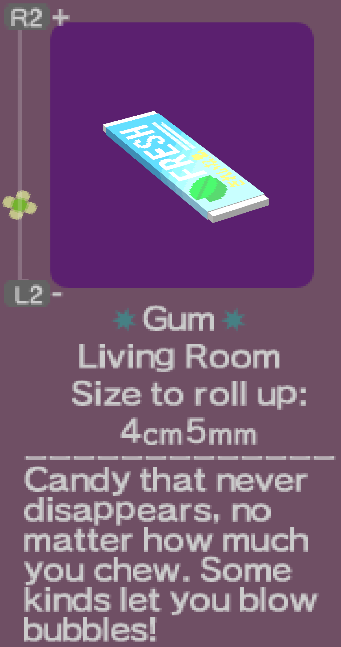 R2 +
FRESH
L2 -
Gum
Living Room
Size to roll up:
4cm5mm
Candy that never
disappears, no
matter how much
you chew. Some
kinds let you blow
bubbles!